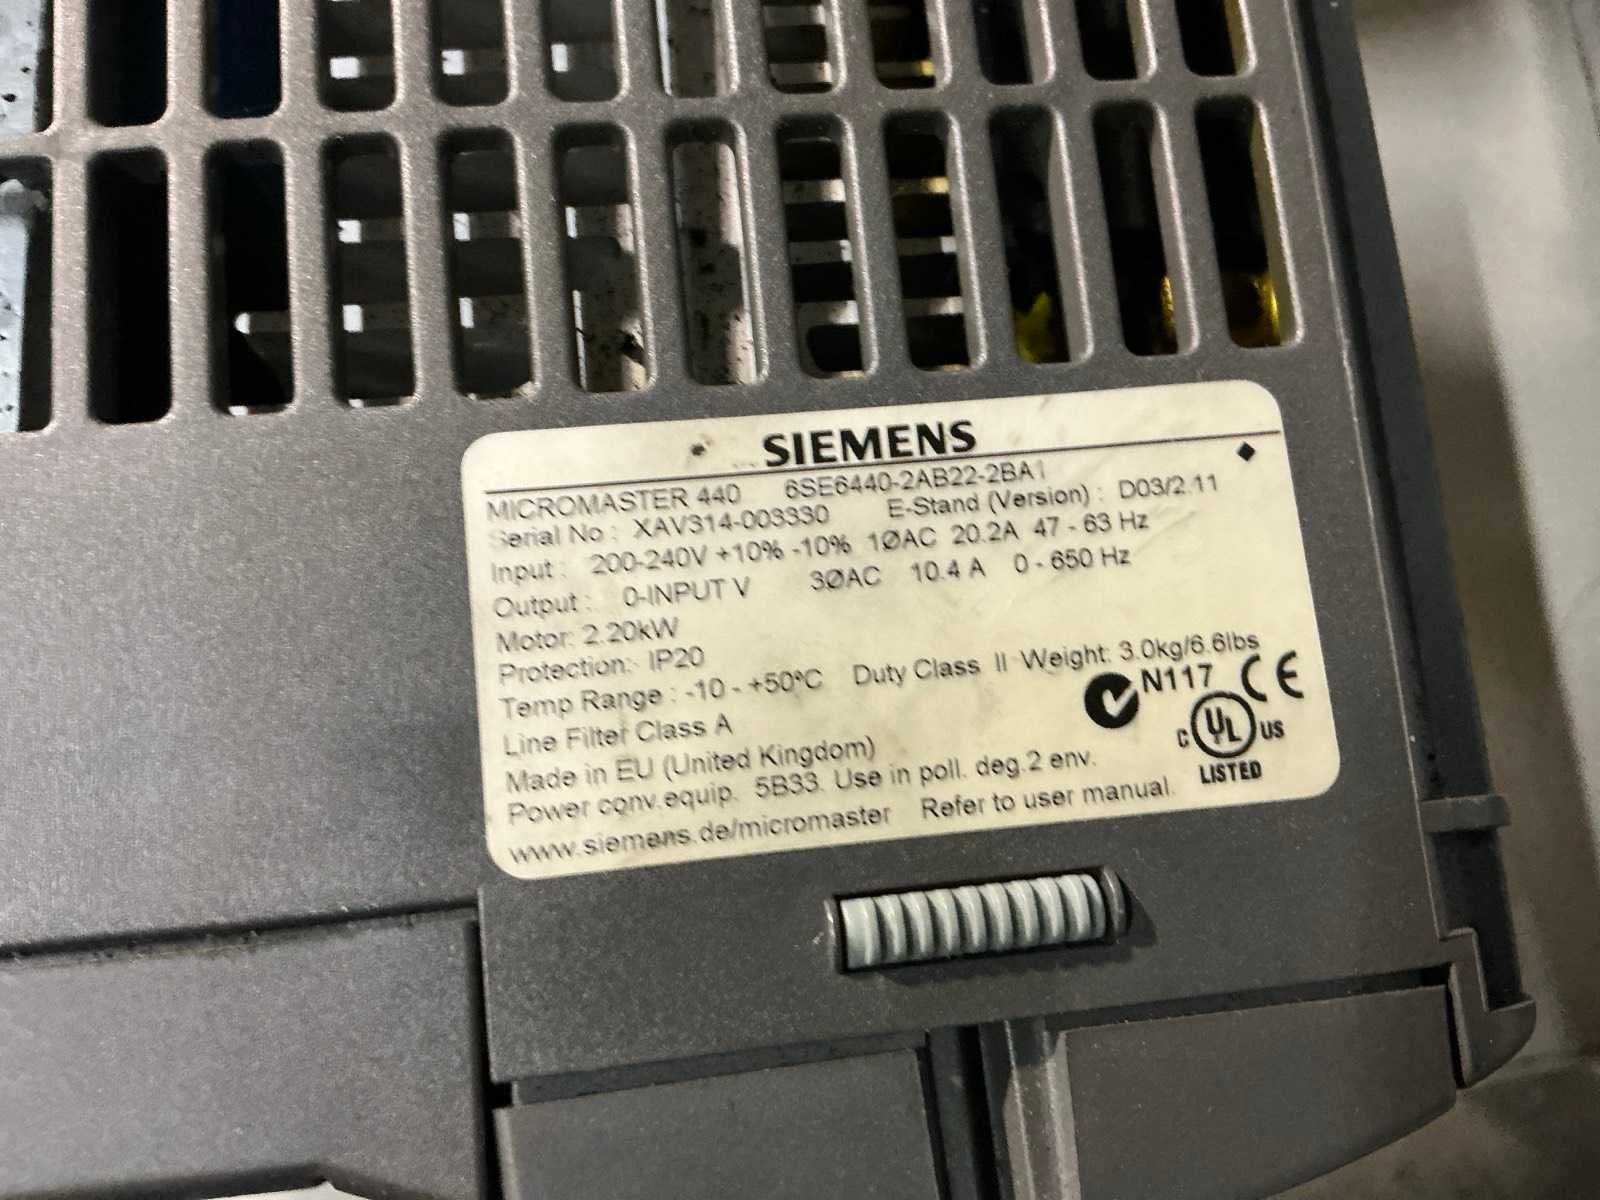 SIEMENS
MICROMASTER 440 6SE6440-2AB22-2BA1
Serial No : XAV314-003330 E-Stand (Version) : D03/2.11
Input : 200-240V +10% -10% 1ØAC 20.2A 47 - 63 Hz
Output : 0-INPUT V 3ØAC 10.4 A 0 - 650 Hz
Motor: 2.20kW
Protection: IP20
Temp Range : -10 - +50°C Duty Class II Weight: 3.0kg/6.6lbs
Line Filter Class A
N117 CE
Made in EU (United Kingdom)
C UL US
LISTED
Power conv.equip. 5B33. Use in poll. deg.2 env.
www.siemens.de/micromaster Refer to user manual.